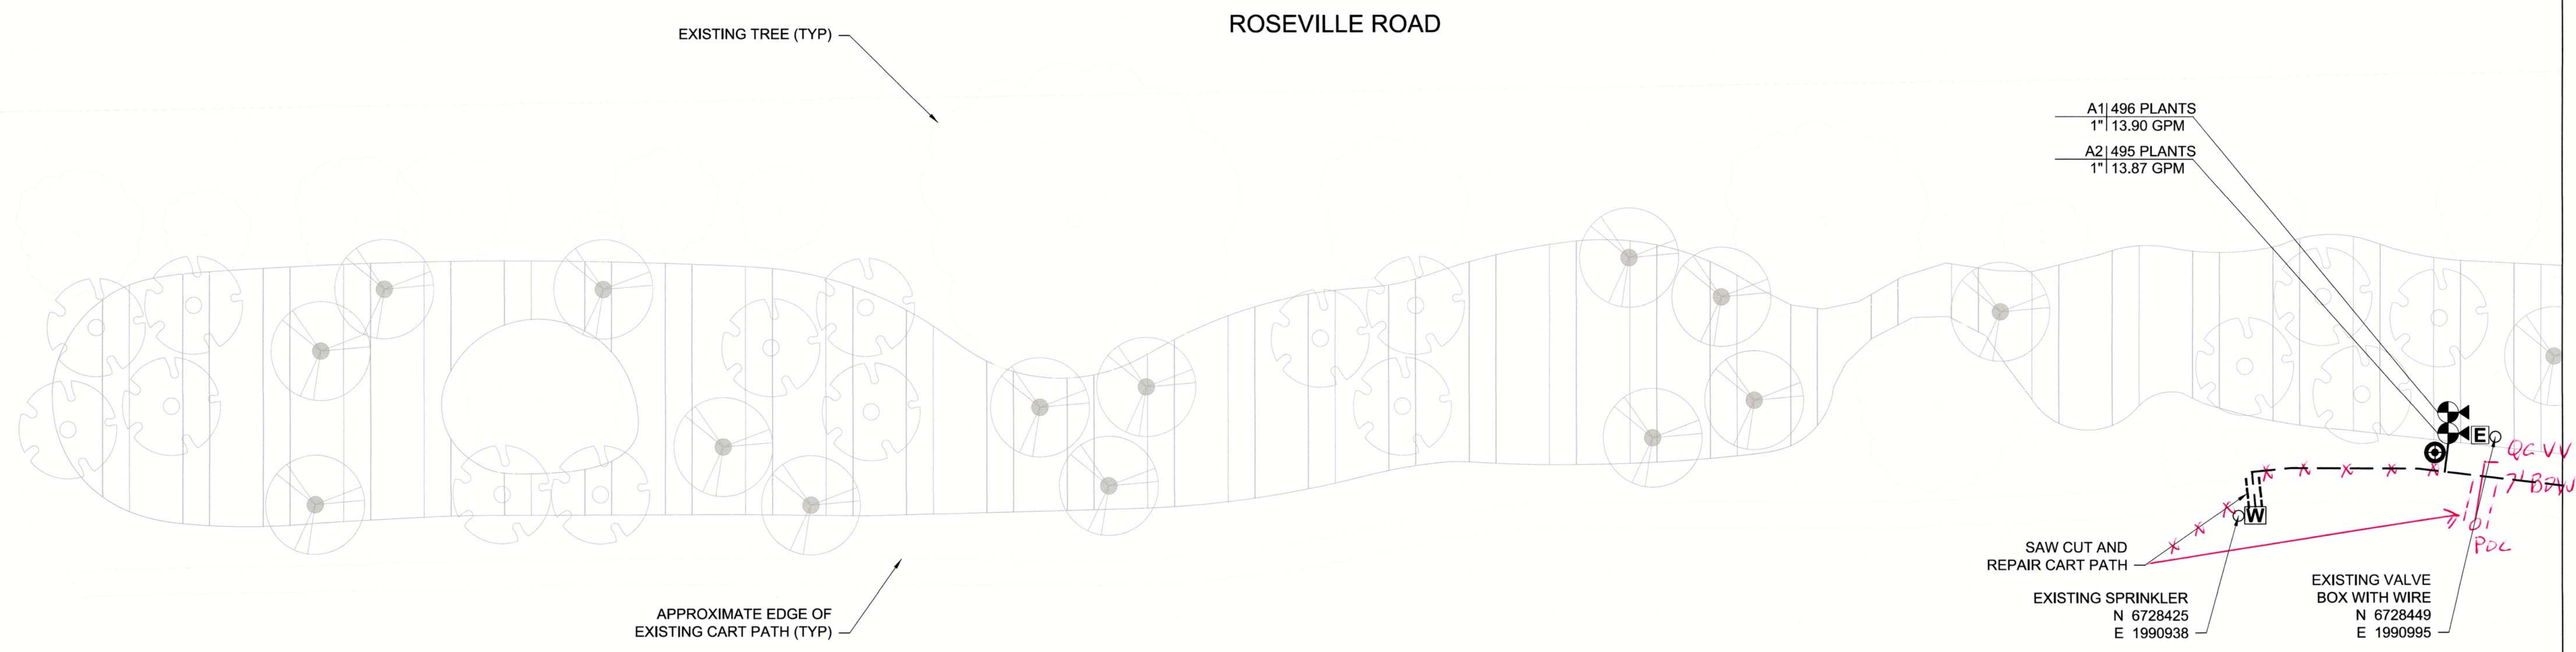 ROSEVILLE ROAD
EXISTING TREE (TYP)
A1 496 PLANTS
1" 13.90 GPM
A2 495 PLANTS
1" 13.87 GPM
E
W
POC
SAW CUT AND
REPAIR CART PATH
EXISTING SPRINKLER
N 6728425
E 1990938
EXISTING VALVE
BOX WITH WIRE
N 6728449
E 1990995
APPROXIMATE EDGE OF
EXISTING CART PATH (TYP)